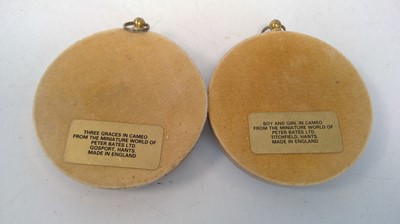 THREE GRACES IN CAMEO
FROM THE MINIATURE WORLD OF
PETER BATES LTD.
GOSPORT, HANTS.
MADE IN ENGLAND
BOY AND GIRL IN CAMEO
FROM THE MINIATURE WORLD OF
PETER BATES LTD.
TITCHFIELD, HANTS.
MADE IN ENGLAND